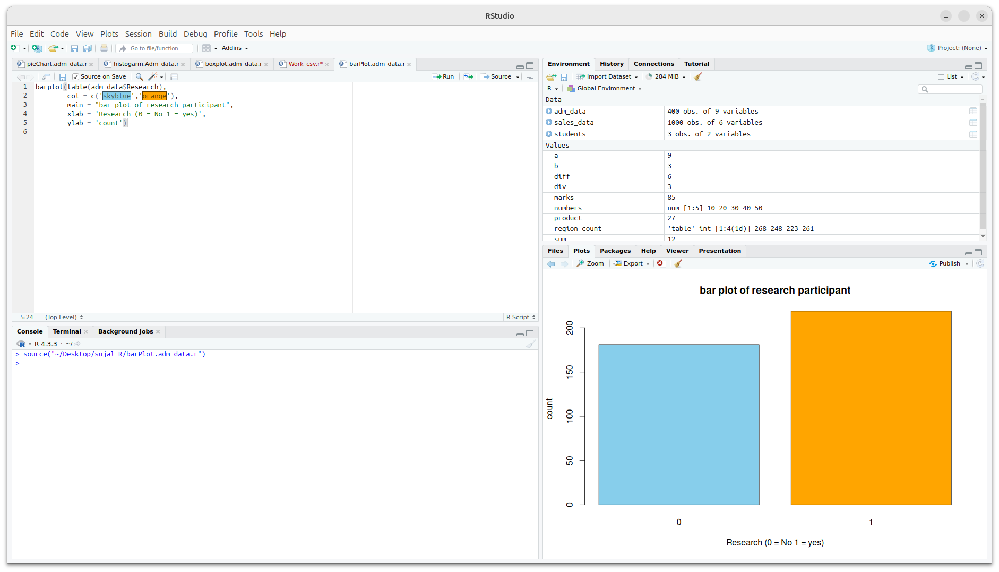 RStudio
File Edit Code View Plots Session Build Debug Profile Tools Help
Go to file/function Addins Project: (None)
pieChart.adm_data.r histogarm.Adm_data.r boxplot.adm_data.r Work_csv.r* barPlot.adm_data.r
Source on Save Run Source
1 barplot(table(adm_data$Research),
2 col = c('skyblue','orange'),
3 main = "bar plot of research participant",
4 xlab = 'Research (0 = No 1 = yes)',
5 ylab = 'count')
6
5:24 (Top Level) R Script
Console Terminal Background Jobs
R 4.3.3 · ~/
> source("~/Desktop/sujal R/barPlot.adm_data.r")
>
Environment History Connections Tutorial
Import Dataset 284 MiB List
R Global Environment
Data
adm_data 400 obs. of 9 variables
sales_data 1000 obs. of 6 variables
students 3 obs. of 2 variables
Values
a 9
b 3
diff 6
div 3
marks 85
numbers num [1:5] 10 20 30 40 50
product 27
region_count 'table' int [1:4(1d)] 268 248 223 261
sum 12
Files Plots Packages Help Viewer Presentation
Zoom Export Publish
bar plot of research participant
200
150
100
50
0
count
0 1
Research (0 = No 1 = yes)